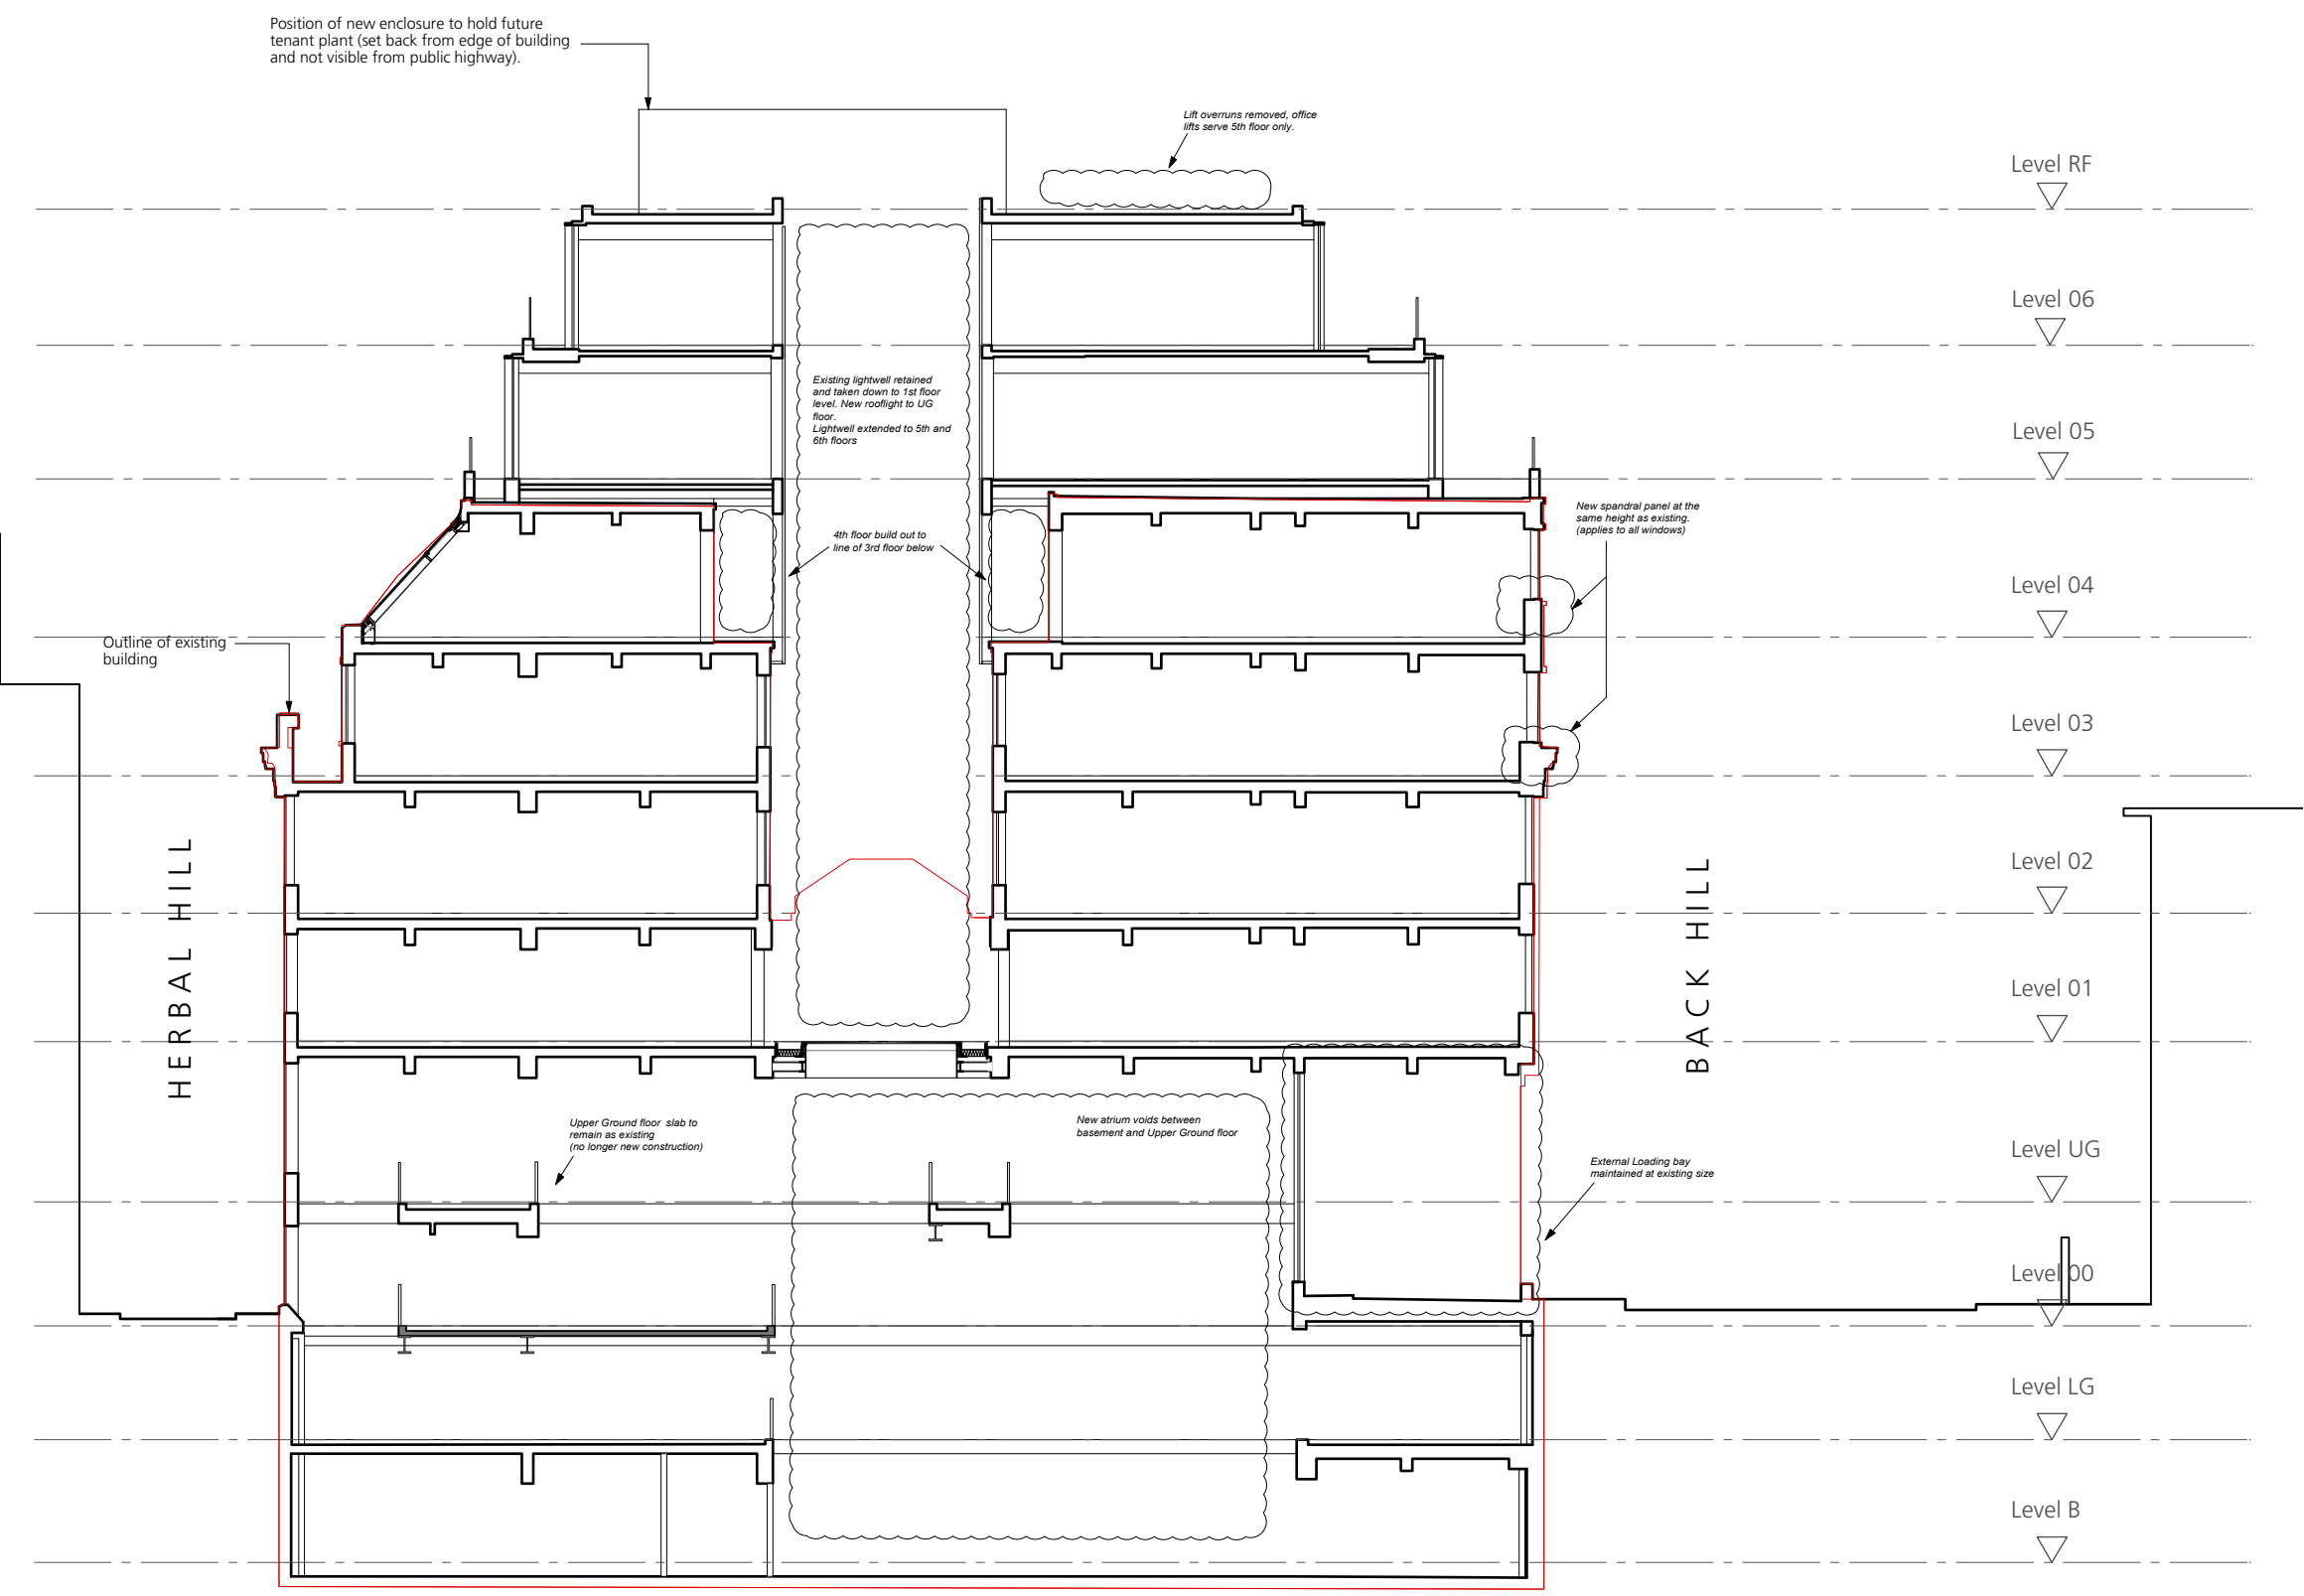 Position of new enclosure to hold future
tenant plant (set back from edge of building
and not visible from public highway).
Lift overruns removed, office
lifts serve 5th floor only.
Level RF
Level 06
Existing lightwell retained
and taken down to 1st floor
level. New rooflight to UG
floor.
Lightwell extended to 5th and
6th floors
Level 05
New spandral panel at the
same height as existing.
(applies to all windows)
4th floor build out to
line of 3rd floor below
Level 04
Outline of existing
building
Level 03
HERBAL HILL
BACK HILL
Level 02
Level 01
Upper Ground floor slab to
remain as existing
(no longer new construction)
New atrium voids between
basement and Upper Ground floor
Level UG
External Loading bay
maintained at existing size
Level 00
Level LG
Level B